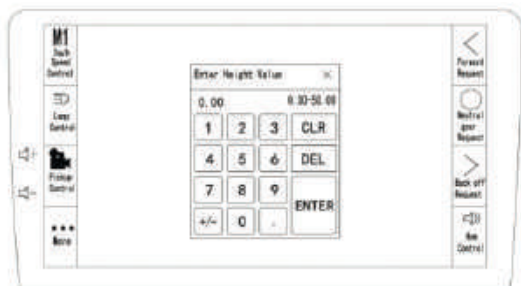 M1
Speed
Control
Lamp
Control
Pickup
Control
More
Enter Height Value ×
0.00 0.00-50.00
1 2 3 CLR
4 5 6 DEL
7 8 9 ENTER
+/- 0 .
Forward
Request
Neutral
gear
Request
Back off
Request
Control